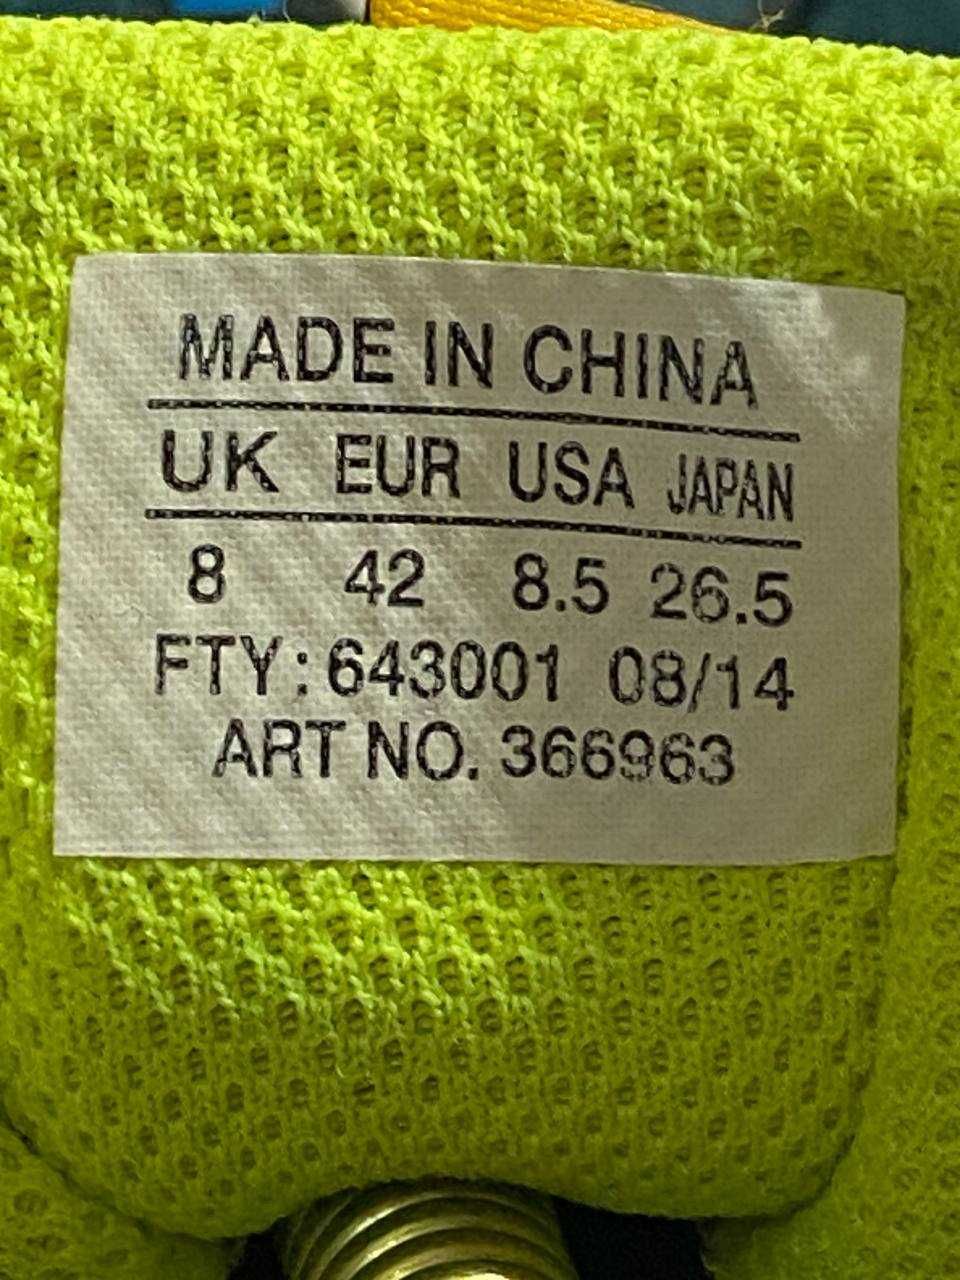 MADE IN CHINA
UK EUR USA JAPAN
8 42 8.5 26.5
FTY: 643001 08/14
ART NO. 366963